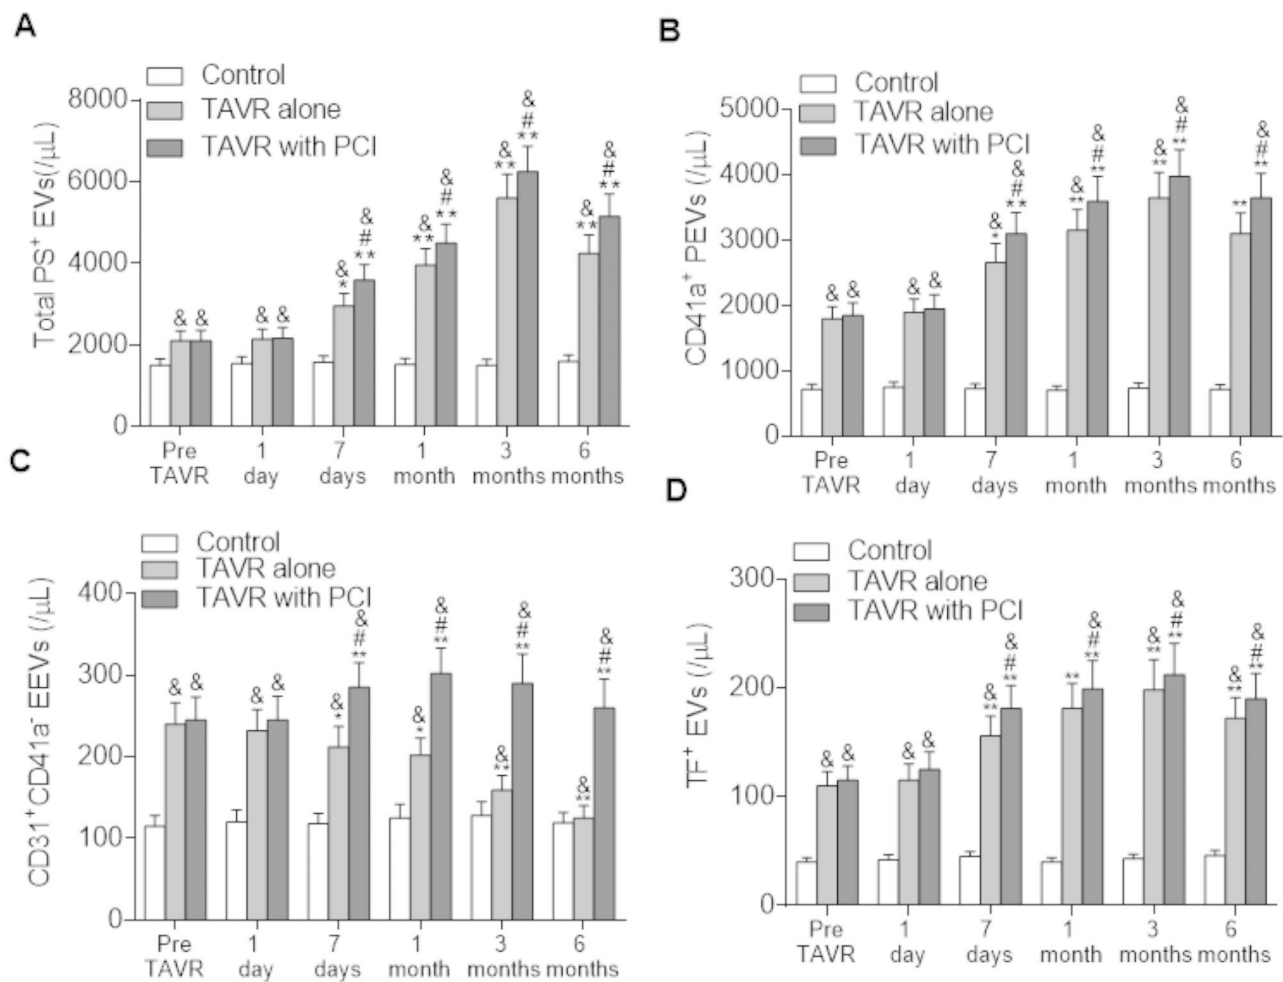 A
Control
TAVR alone
TAVR with PCI
Total PS⁺ EVs(/μL)
8000
6000
4000
2000
0
& & & & & * & # ** & ** & # ** & ** & # ** & ** & # **
Pre TAVR
1 day
7 days
1 month
3 months
6 months
B
Control
TAVR alone
TAVR with PCI
CD41a⁺ PEVs (/μL)
5000
4000
3000
2000
1000
0
& & & & & * & # ** & ** & # ** & ** & # ** ** & # **
Pre TAVR
1 day
7 days
1 month
3 months
6 months
C
Control
TAVR alone
TAVR with PCI
CD31⁺ CD41a⁻ EEVs (/μL)
400
300
200
100
0
& & & & & * & # ** & * & # ** & ** & # ** & ** & # **
Pre TAVR
1 day
7 days
1 month
3 months
6 months
D
Control
TAVR alone
TAVR with PCI
TF⁺ EVs (/μL)
300
200
100
0
& & & & & ** & # ** ** & # ** & ** & # ** & ** & # **
Pre TAVR
1 day
7 days
1 month
3 months
6 months